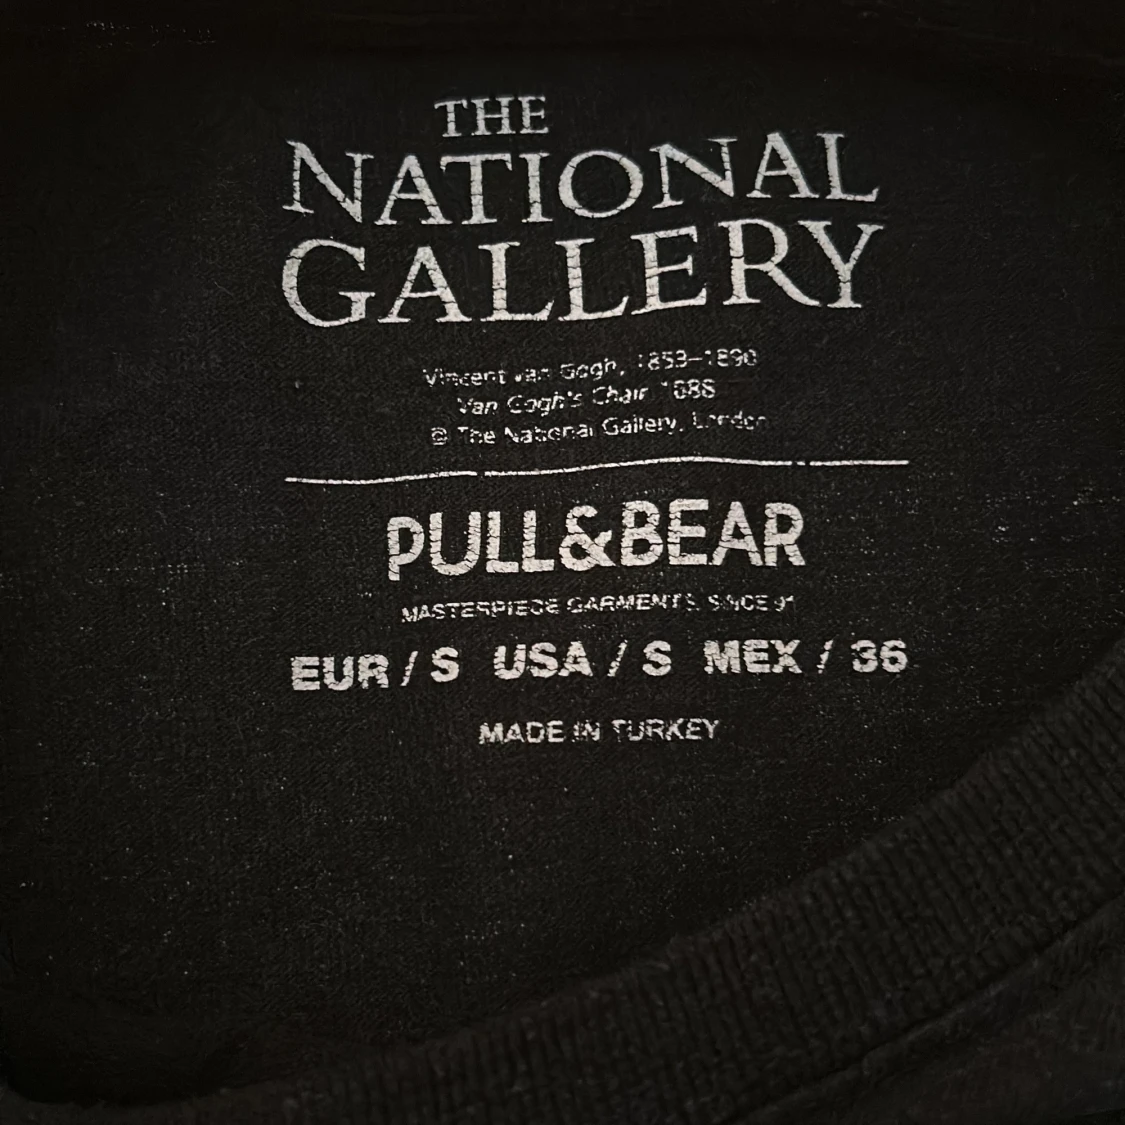 THE
NATIONAL
GALLERY
Vincent van Gogh, 1853–1890
Van Gogh's Chair 1888
© The National Gallery, London
PULL&BEAR
MASTERPIECE GARMENTS, SINCE 91
EUR / S USA / S MEX / 36
MADE IN TURKEY